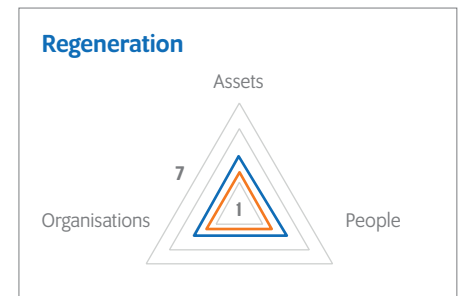 Regeneration
Assets
7
1
Organisations
People